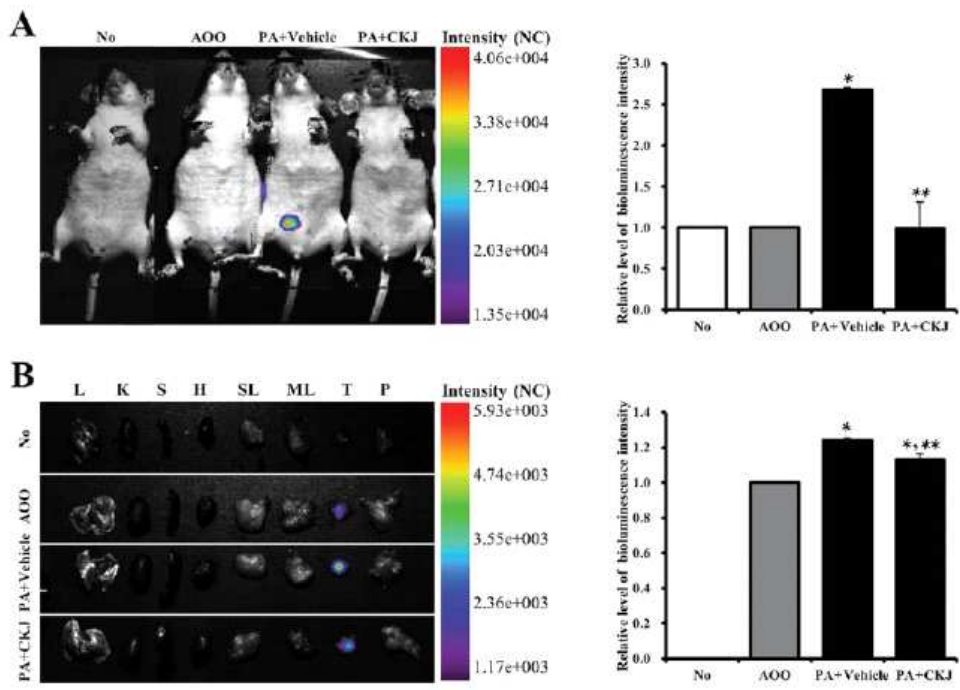 A
No AOO PA+Vehicle PA+CKJ
Intensity (NC)
4.06e+004
3.38e+004
2.71e+004
2.03e+004
1.35e+004
Relative level of bioluminescence intensity
3.0
2.5
2.0
1.5
1.0
0.5
0.0
*
**
No AOO PA+Vehicle PA+CKJ
B
L K S H SL ML T P
No
AOO
PA+Vehicle
PA+CKJ
Intensity (NC)
5.93e+003
4.74e+003
3.55e+003
2.36e+003
1.17e+003
Relative level of bioluminescence intensity
1.4
1.2
1.0
0.8
0.6
0.4
0.2
0.0
*
*,**
No AOO PA+Vehicle PA+CKJ